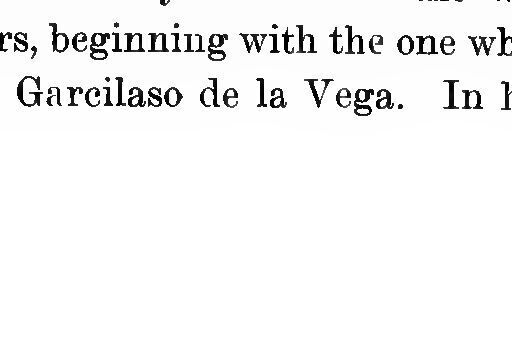 rs, beginning with the one wh
Garcilaso de la Vega. In h